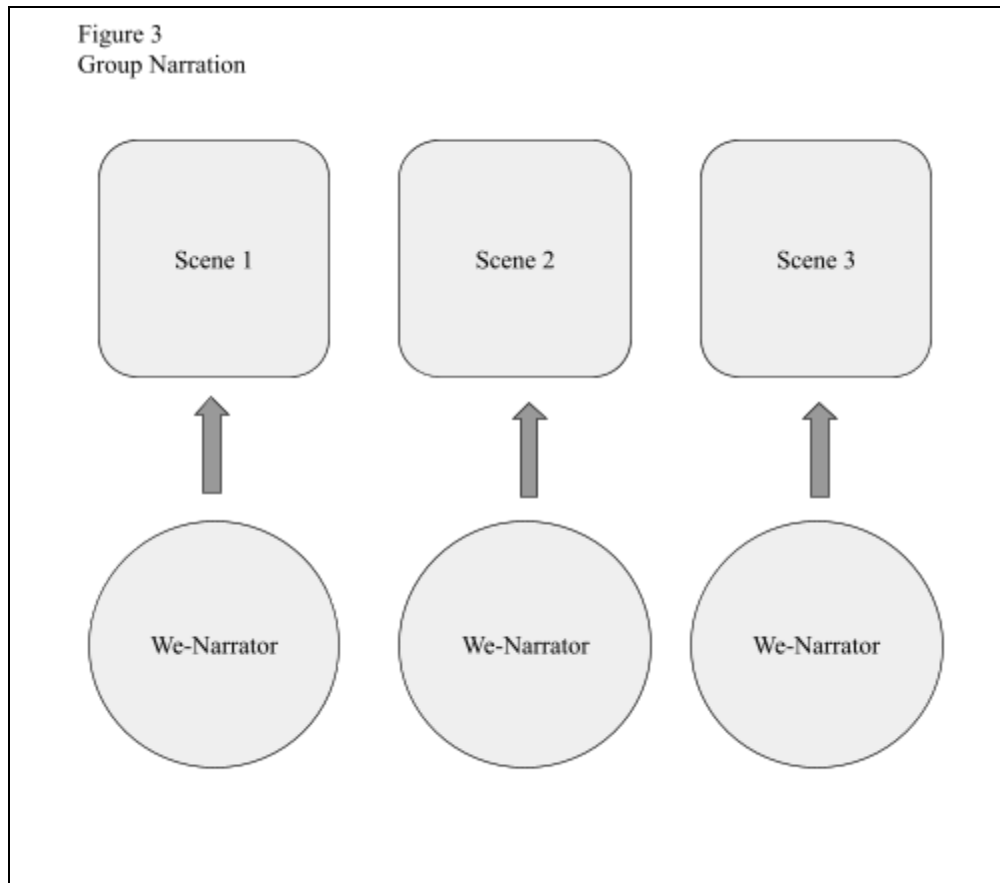 Figure 3
Group Narration
Scene 1
Scene 2
Scene 3
We-Narrator
We-Narrator
We-Narrator